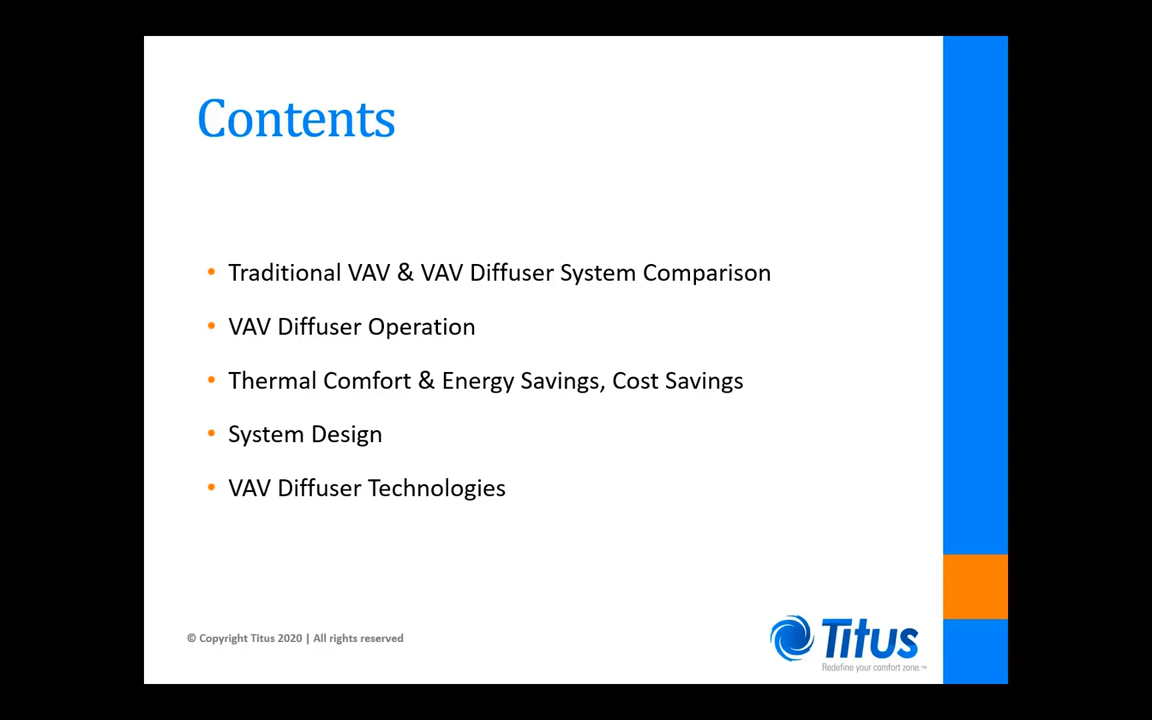 Contents
• Traditional VAV & VAV Diffuser System Comparison
• VAV Diffuser Operation
• Thermal Comfort & Energy Savings, Cost Savings
• System Design
• VAV Diffuser Technologies
© Copyright Titus 2020 | All rights reserved
Titus
Redefine your comfort zone.™